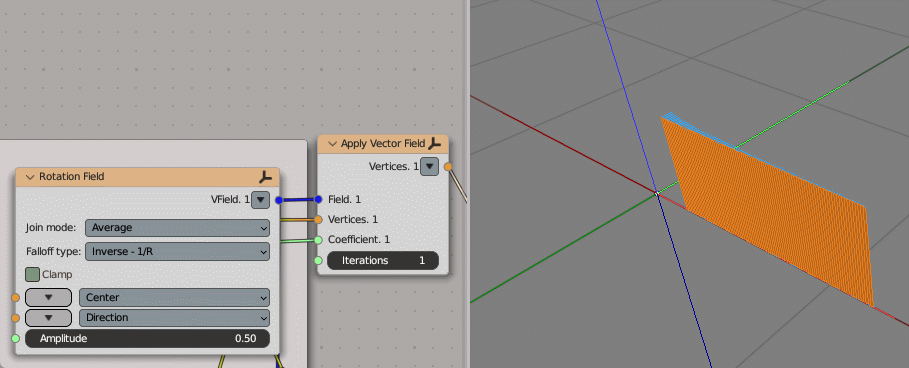 Apply Vector Field
Vertices. 1
Field. 1
Vertices. 1
Coefficient. 1
Iterations 1
Rotation Field
VField. 1
Join mode: Average
Falloff type: Inverse - 1/R
Clamp
Center
Direction
Amplitude 0.50